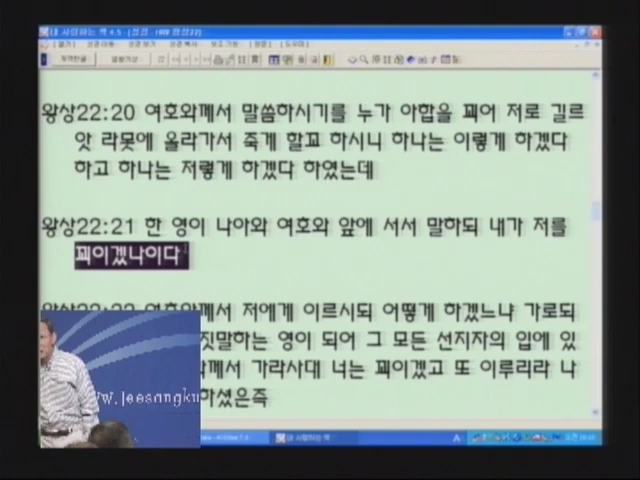 왕상22:20 여호와께서 말씀하시기를 누가 아합을 꾀어 저로 길르
앗 라못에 올라가서 죽게 할꼬 하시니 하나는 이렇게 하겠다
하고 하나는 저렇게 하겠다 하였는데
왕상22:21 한 영이 나아와 여호와 앞에 서서 말하되 내가 저를
꾀이겠나이다
여호와께서 저에게 이르시되 어떻게 하겠느냐 가로되
짓말하는 영이 되어 그 모든 선지자의 입에 있
께서 가라사대 너는 꾀이겠고 또 이루리라 나
하셨은즉